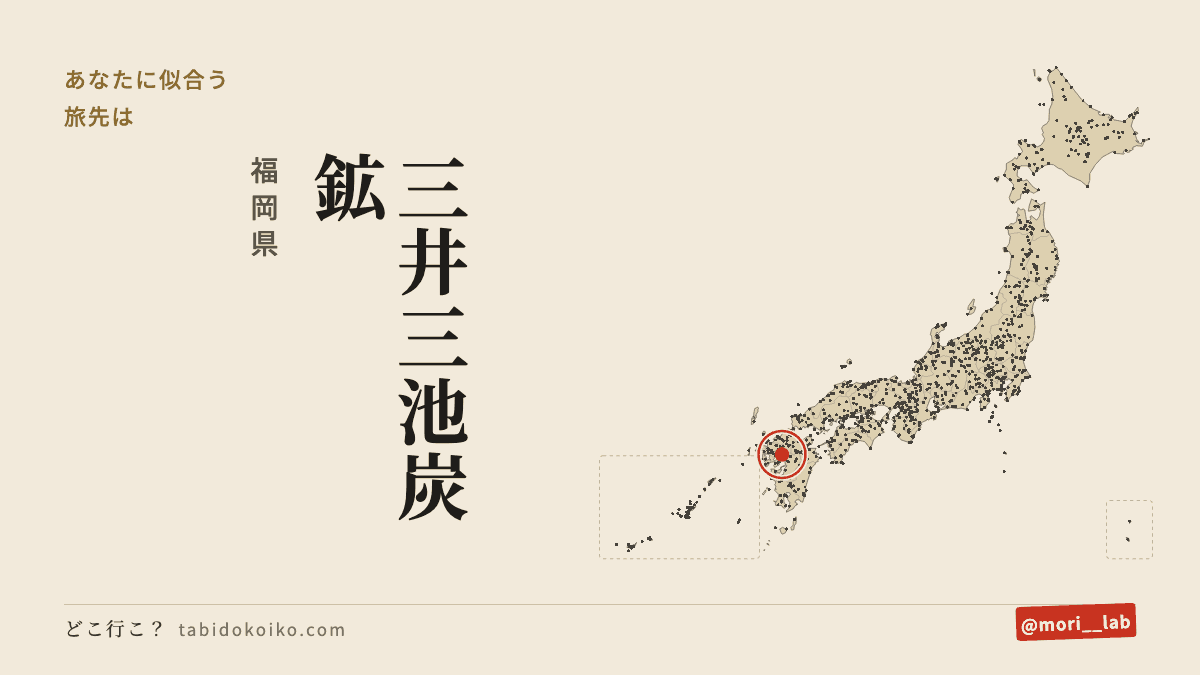 あなたに似合う
旅先は
三井三池炭
鉱
福岡県
どこ行こ？ tabidokoiko.com
@mori__lab